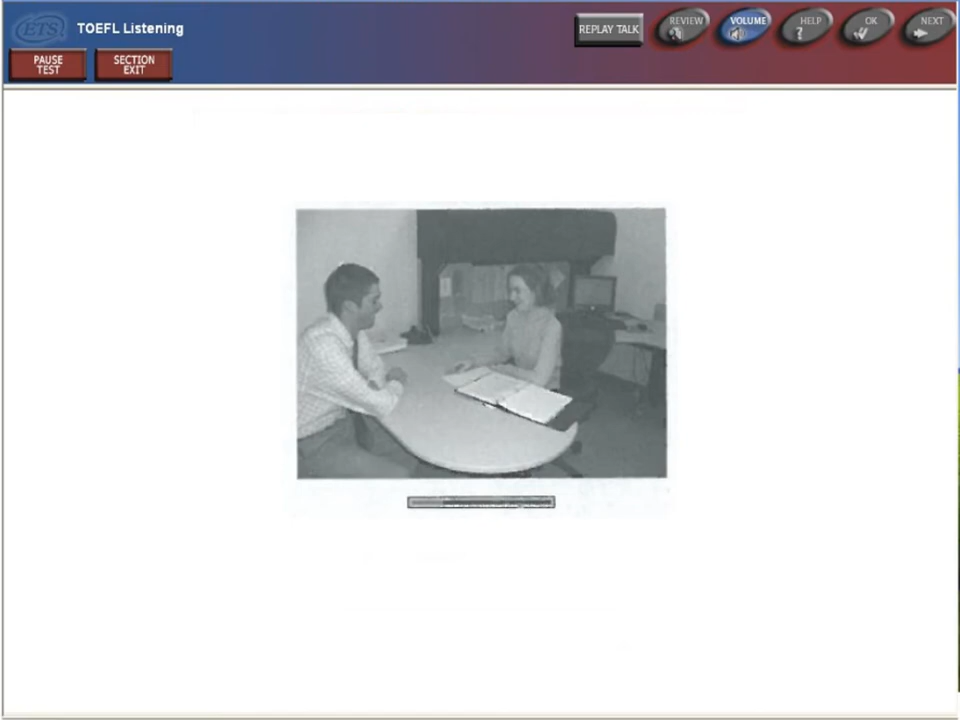 ETS
TOEFL Listening
REPLAY TALK
REVIEW
VOLUME
HELP
?
OK
NEXT
PAUSE
TEST
SECTION
EXIT